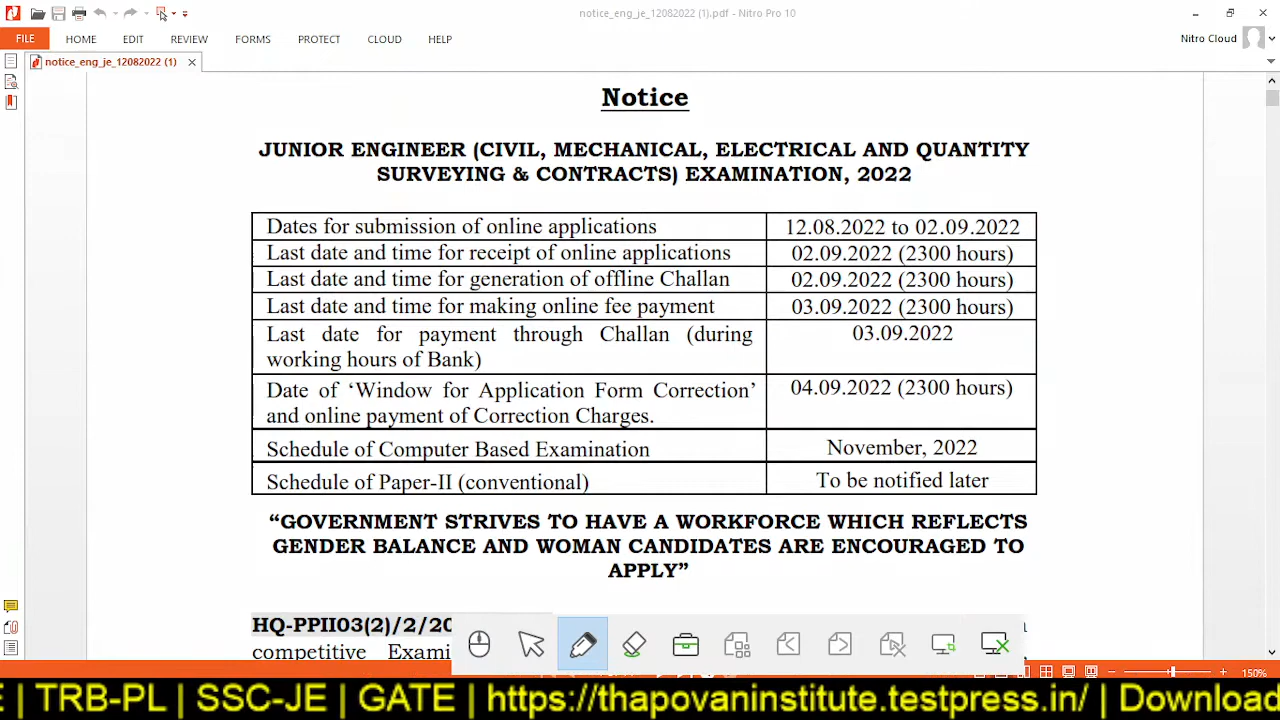 notice_eng_je_12082022 (1).pdf - Nitro Pro 10
FILE HOME EDIT REVIEW FORMS PROTECT CLOUD HELP Nitro Cloud
notice_eng_je_12082022 (1)
Notice
JUNIOR ENGINEER (CIVIL, MECHANICAL, ELECTRICAL AND QUANTITY
SURVEYING & CONTRACTS) EXAMINATION, 2022
Dates for submission of online applications 12.08.2022 to 02.09.2022
Last date and time for receipt of online applications 02.09.2022 (2300 hours)
Last date and time for generation of offline Challan 02.09.2022 (2300 hours)
Last date and time for making online fee payment 03.09.2022 (2300 hours)
Last date for payment through Challan (during 03.09.2022
working hours of Bank)
Date of ‘Window for Application Form Correction’ 04.09.2022 (2300 hours)
and online payment of Correction Charges.
Schedule of Computer Based Examination November, 2022
Schedule of Paper-II (conventional) To be notified later
“GOVERNMENT STRIVES TO HAVE A WORKFORCE WHICH REFLECTS
GENDER BALANCE AND WOMAN CANDIDATES ARE ENCOURAGED TO
APPLY”
HQ-PPII03(2)/2/20
competitive Exami
150%
E | TRB-PL | SSC-JE | GATE | https://thapovaninstitute.testpress.in/ | Download